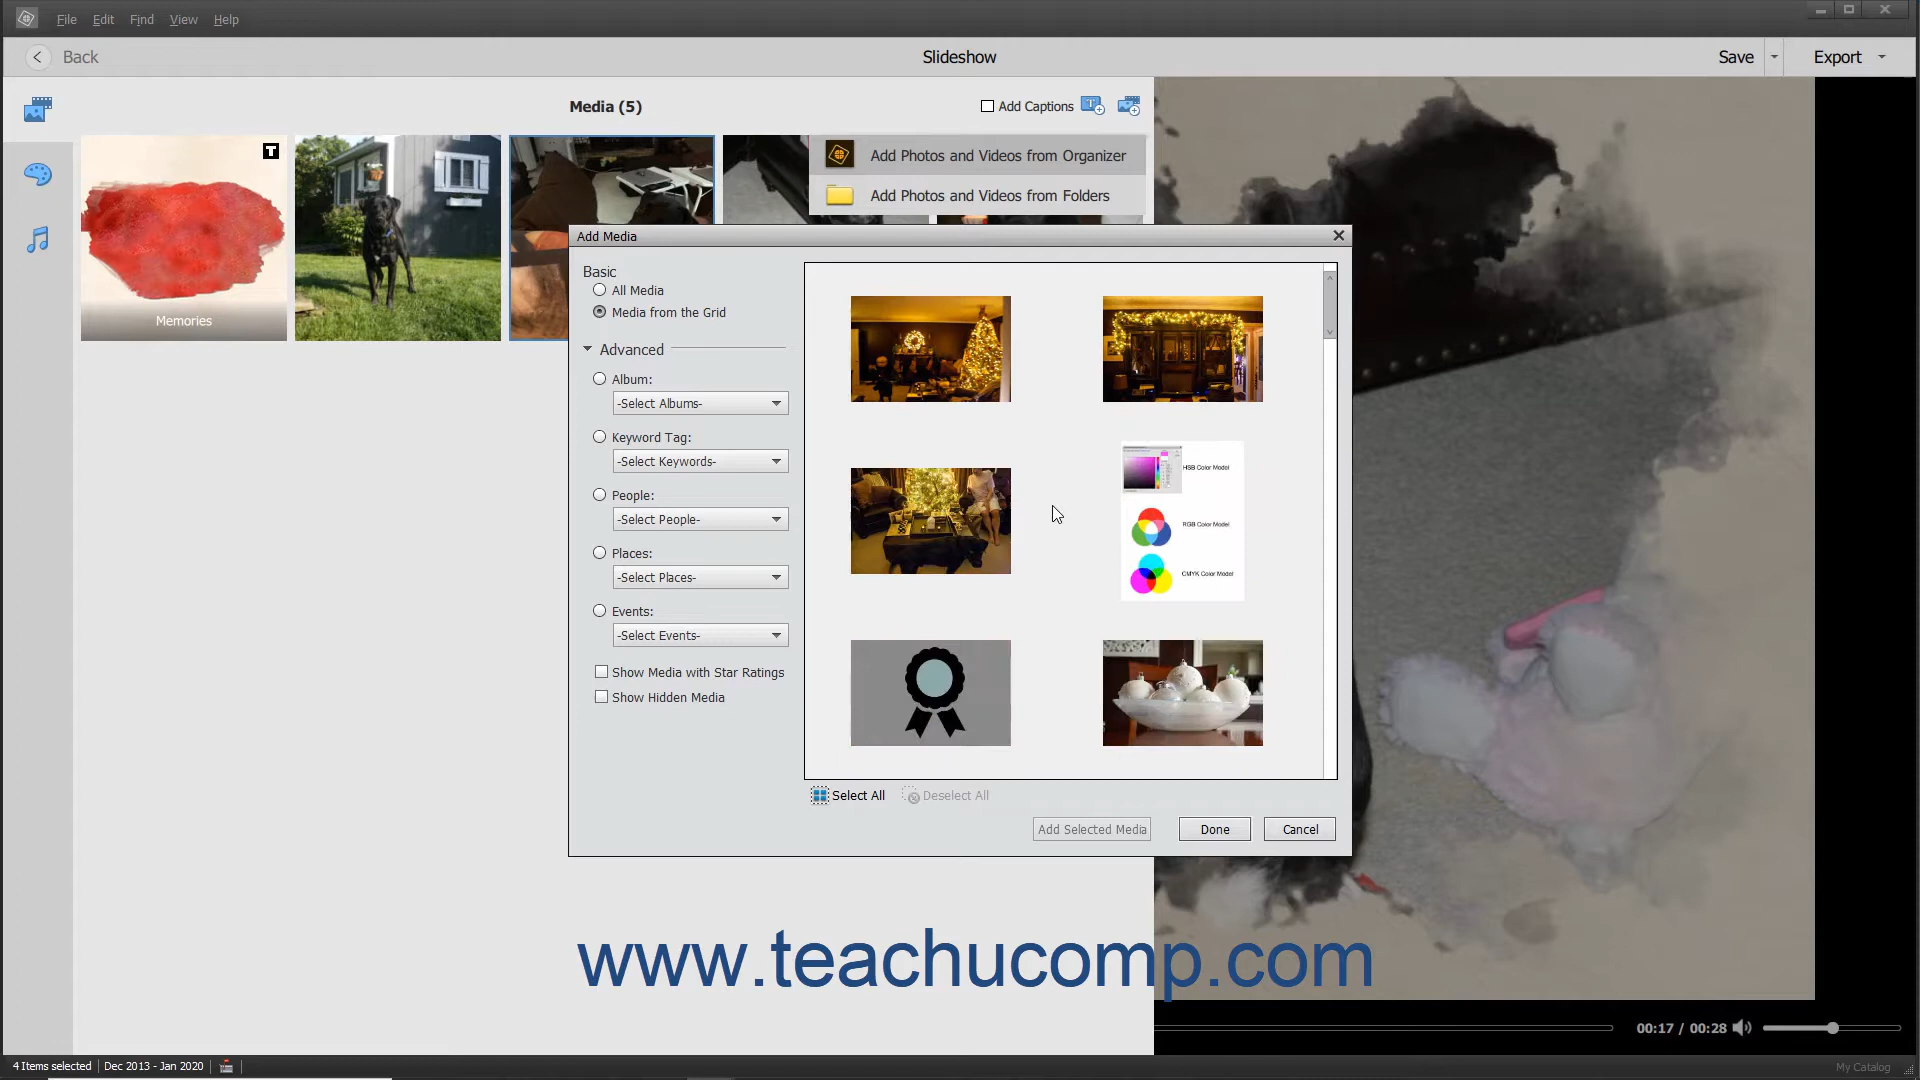 File Edit Find View Help
Back
Slideshow
Save
Export
Media (5)
Add Captions
T
T
Add Photos and Videos from Organizer
Add Photos and Videos from Folders
Memories
Add Media
Basic
All Media
Media from the Grid
Advanced
Album:
-Select Albums-
Keyword Tag:
-Select Keywords-
People:
-Select People-
Places:
-Select Places-
Events:
-Select Events-
Show Media with Star Ratings
Show Hidden Media
HSB Color Model
RGB Color Model
CMYK Color Model
Select All
Deselect All
Add Selected Media
Done
Cancel
www.teachucomp.com
00:17 / 00:28
4 Items selected
Dec 2013 - Jan 2020
My Catalog